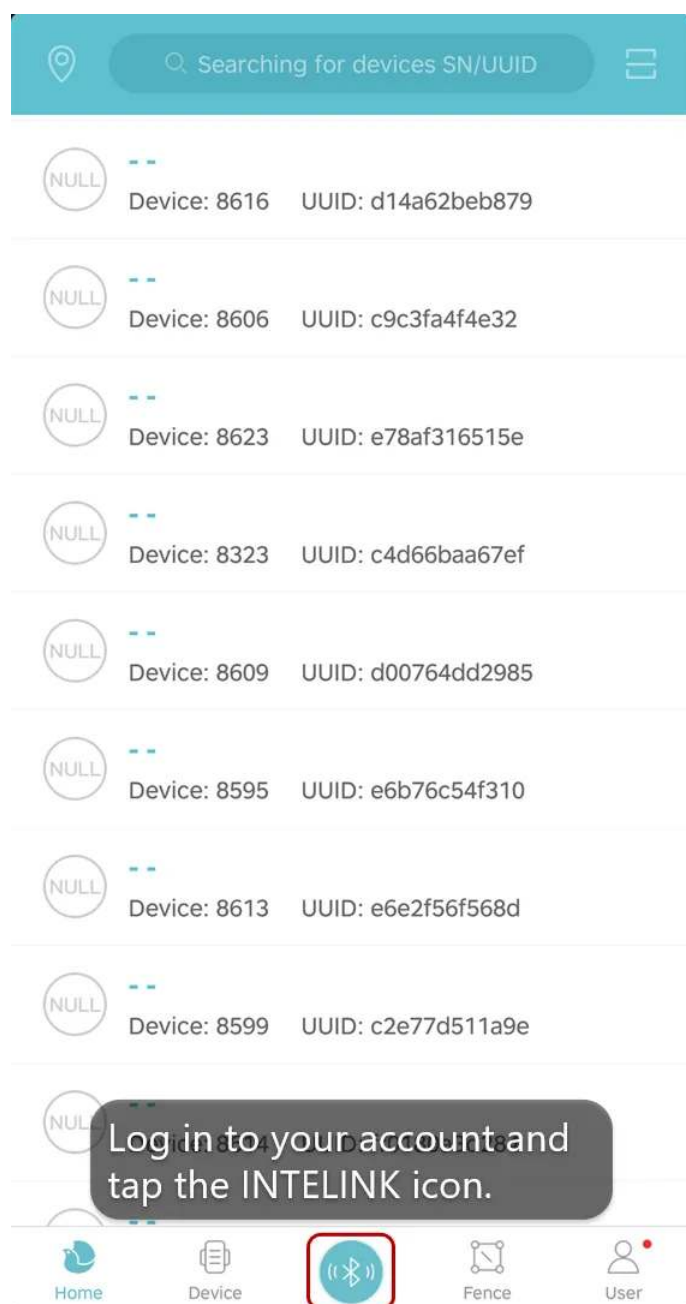 Searching for devices SN/UUID
NULL
- -
Device: 8616 UUID: d14a62beb879
NULL
- -
Device: 8606 UUID: c9c3fa4f4e32
NULL
- -
Device: 8623 UUID: e78af316515e
NULL
- -
Device: 8323 UUID: c4d66baa67ef
NULL
- -
Device: 8609 UUID: d00764dd2985
NULL
- -
Device: 8595 UUID: e6b76c54f310
NULL
- -
Device: 8613 UUID: e6e2f56f568d
NULL
- -
Device: 8599 UUID: c2e77d511a9e
- -
Log in to your account and
tap the INTELINK icon.
- -
Home Device Fence User